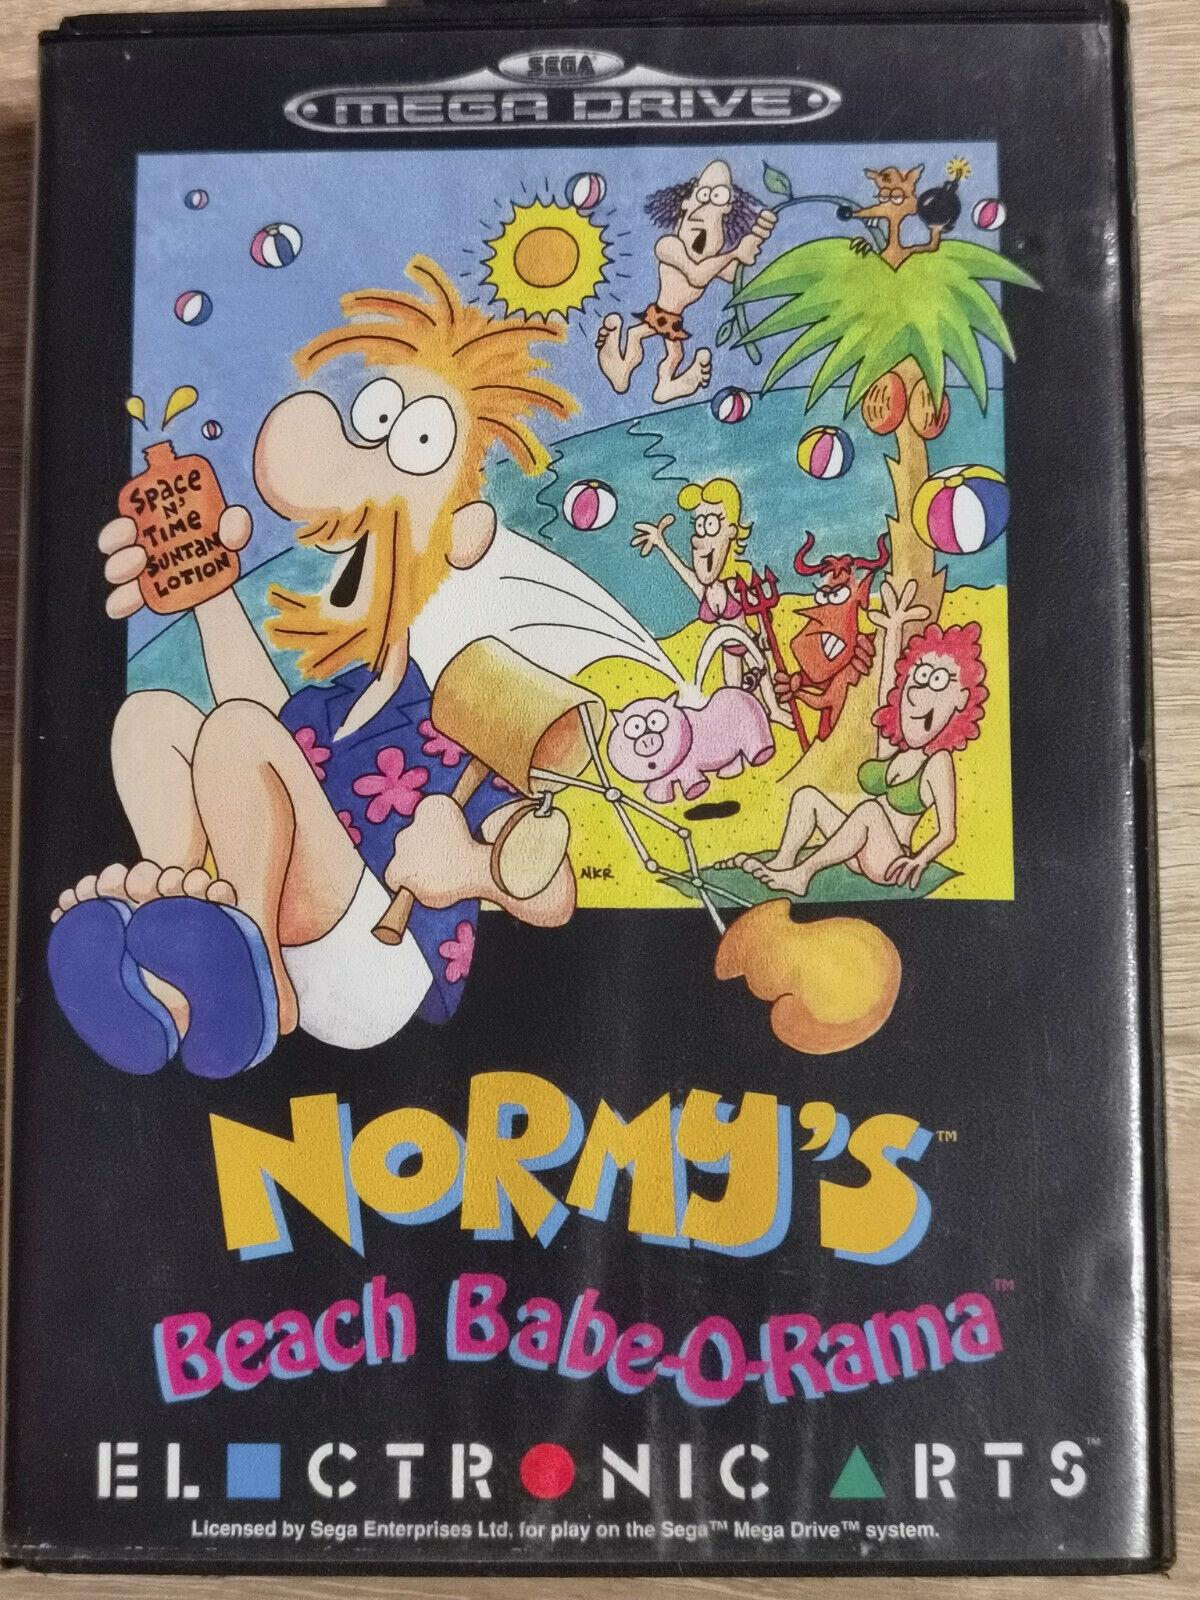 SEGA
MEGA DRIVE
SPACE
N'
TIME
SUNTAN
LOTION
NKR
NORMY'S™
Beach Babe-O-Rama™
ELECTRONIC ARTS™
Licensed by Sega Enterprises Ltd, for play on the Sega™ Mega Drive™ system.